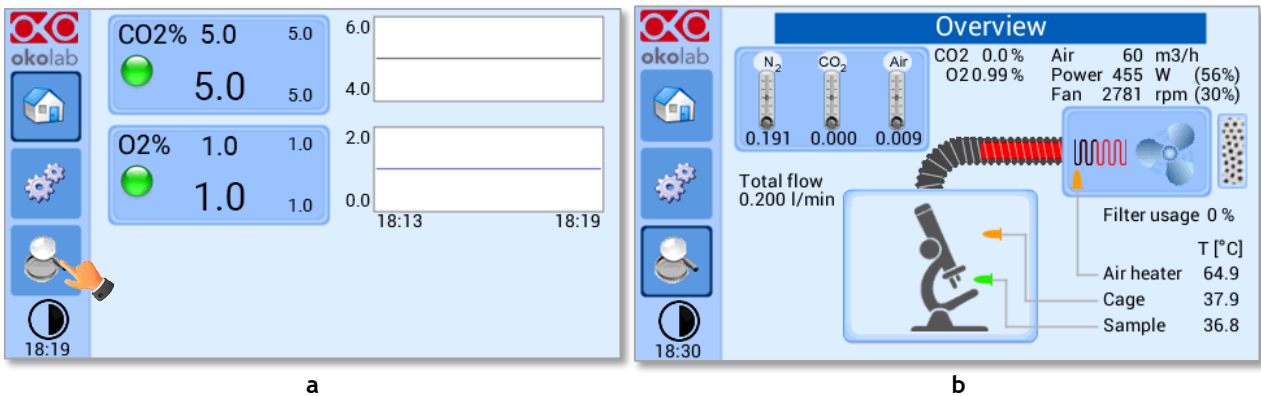 okolab
CO2% 5.0 5.0
5.0 5.0
O2% 1.0 1.0
1.0 1.0
6.0
4.0
2.0
0.0
18:13 18:19
18:19
a
okolab
Overview
N2 CO2 Air
0.191 0.000 0.009
CO2 0.0 %
O2 0.99 %
Air 60 m3/h
Power 455 W (56%)
Fan 2781 rpm (30%)
Total flow
0.200 l/min
Filter usage 0 %
T [°C]
Air heater 64.9
Cage 37.9
Sample 36.8
18:30
b